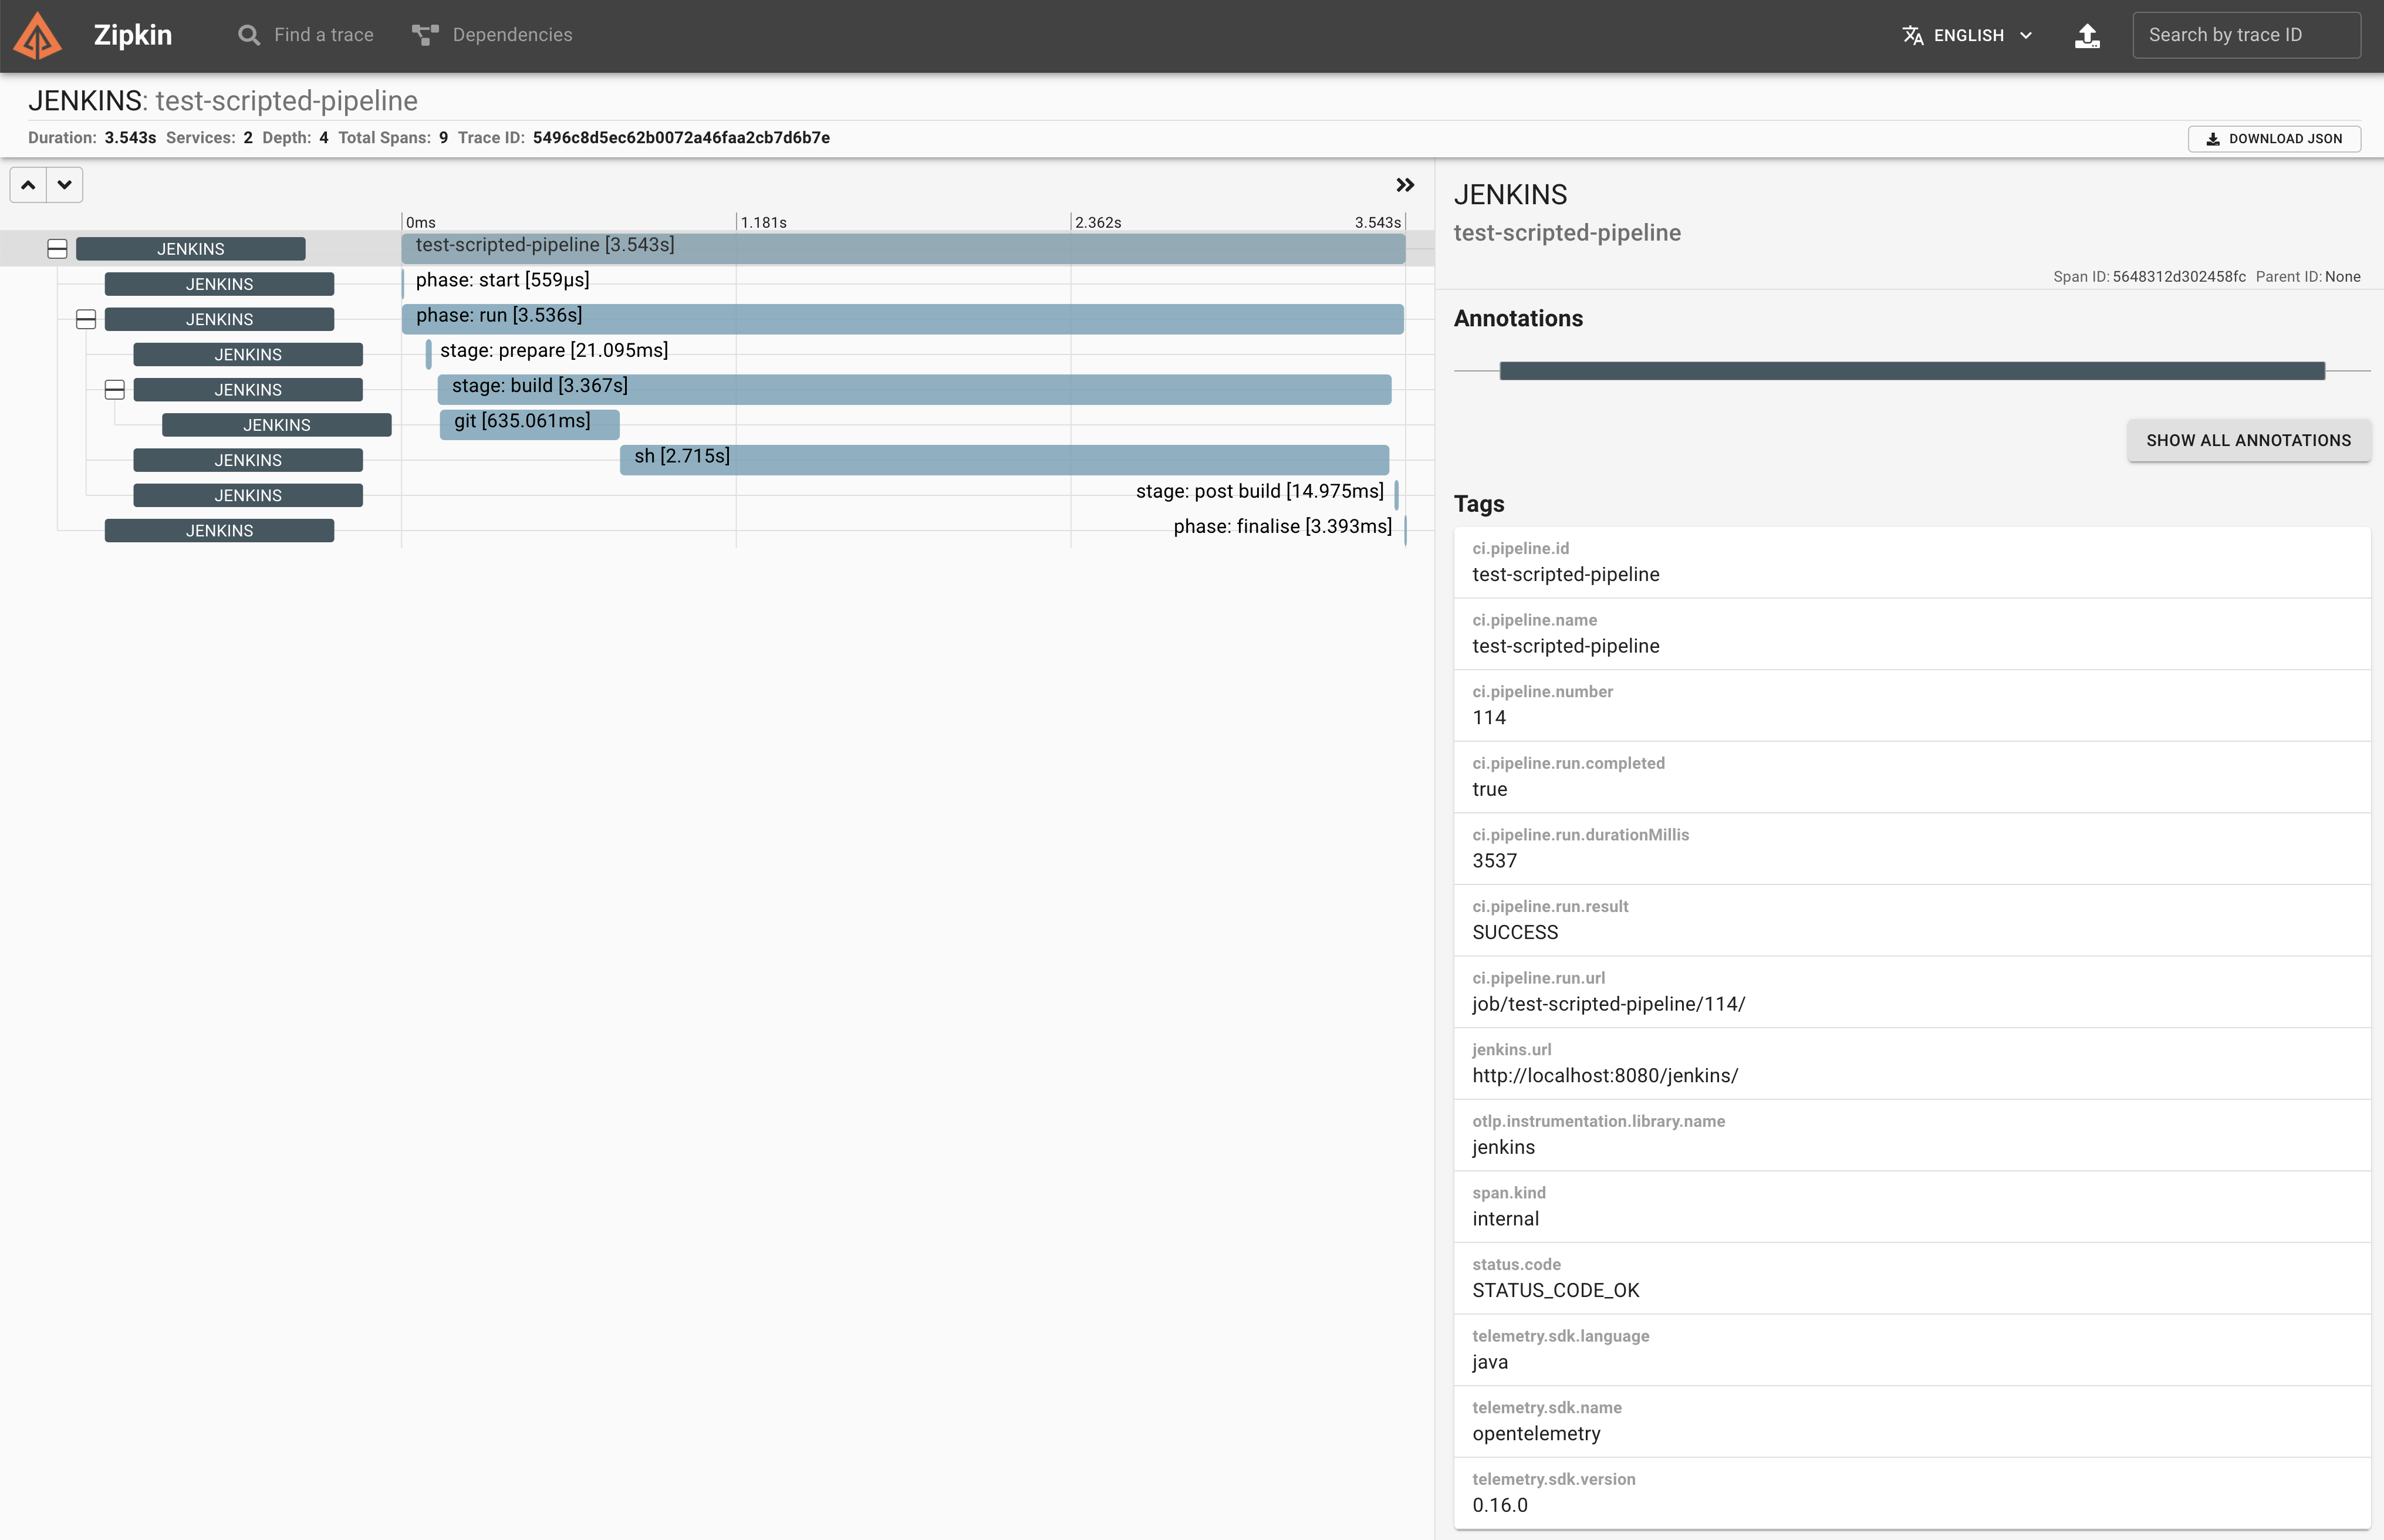 Zipkin
Find a trace
Dependencies
ENGLISH
Search by trace ID
JENKINS: test-scripted-pipeline
Duration: 3.543s Services: 2 Depth: 4 Total Spans: 9 Trace ID: 5496c8d5ec62b0072a46faa2cb7d6b7e
DOWNLOAD JSON
0ms 1.181s 2.362s 3.543s
JENKINS test-scripted-pipeline [3.543s]
JENKINS phase: start [559µs]
JENKINS phase: run [3.536s]
JENKINS stage: prepare [21.095ms]
JENKINS stage: build [3.367s]
JENKINS git [635.061ms]
JENKINS sh [2.715s]
JENKINS stage: post build [14.975ms]
JENKINS phase: finalise [3.393ms]
JENKINS
test-scripted-pipeline
Span ID: 5648312d302458fc Parent ID: None
Annotations
SHOW ALL ANNOTATIONS
Tags
ci.pipeline.id
test-scripted-pipeline
ci.pipeline.name
test-scripted-pipeline
ci.pipeline.number
114
ci.pipeline.run.completed
true
ci.pipeline.run.durationMillis
3537
ci.pipeline.run.result
SUCCESS
ci.pipeline.run.url
job/test-scripted-pipeline/114/
jenkins.url
http://localhost:8080/jenkins/
otlp.instrumentation.library.name
jenkins
span.kind
internal
status.code
STATUS_CODE_OK
telemetry.sdk.language
java
telemetry.sdk.name
opentelemetry
telemetry.sdk.version
0.16.0